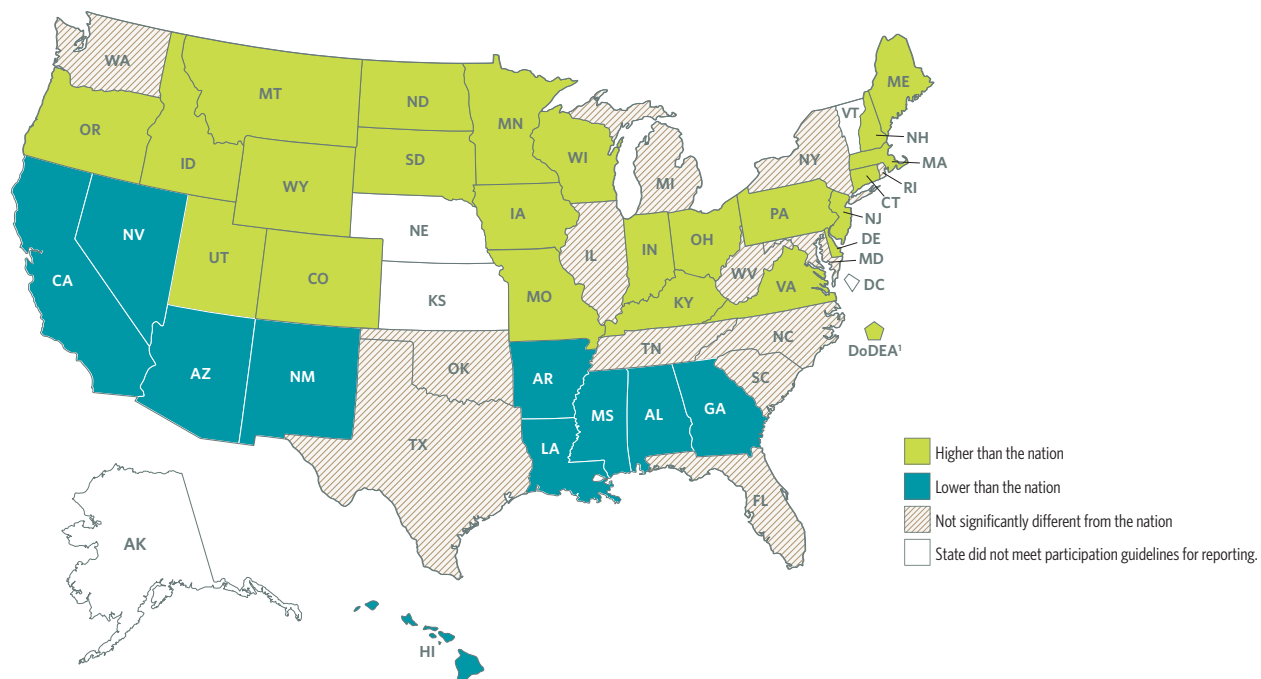 WA
MT
ND
MN
OR
ID
SD
WI
WY
MI
NY
VT
ME
NH
MA
RI
CT
IA
PA
NJ
NE
NV
IL
IN
OH
DE
UT
CO
MD
WV
CA
DC
VA
KS
MO
KY
DoDEA¹
NC
TN
OK
AZ
NM
AR
SC
MS
AL
GA
TX
LA
FL
AK
HI
Higher than the nation
Lower than the nation
Not significantly different from the nation
State did not meet participation guidelines for reporting.